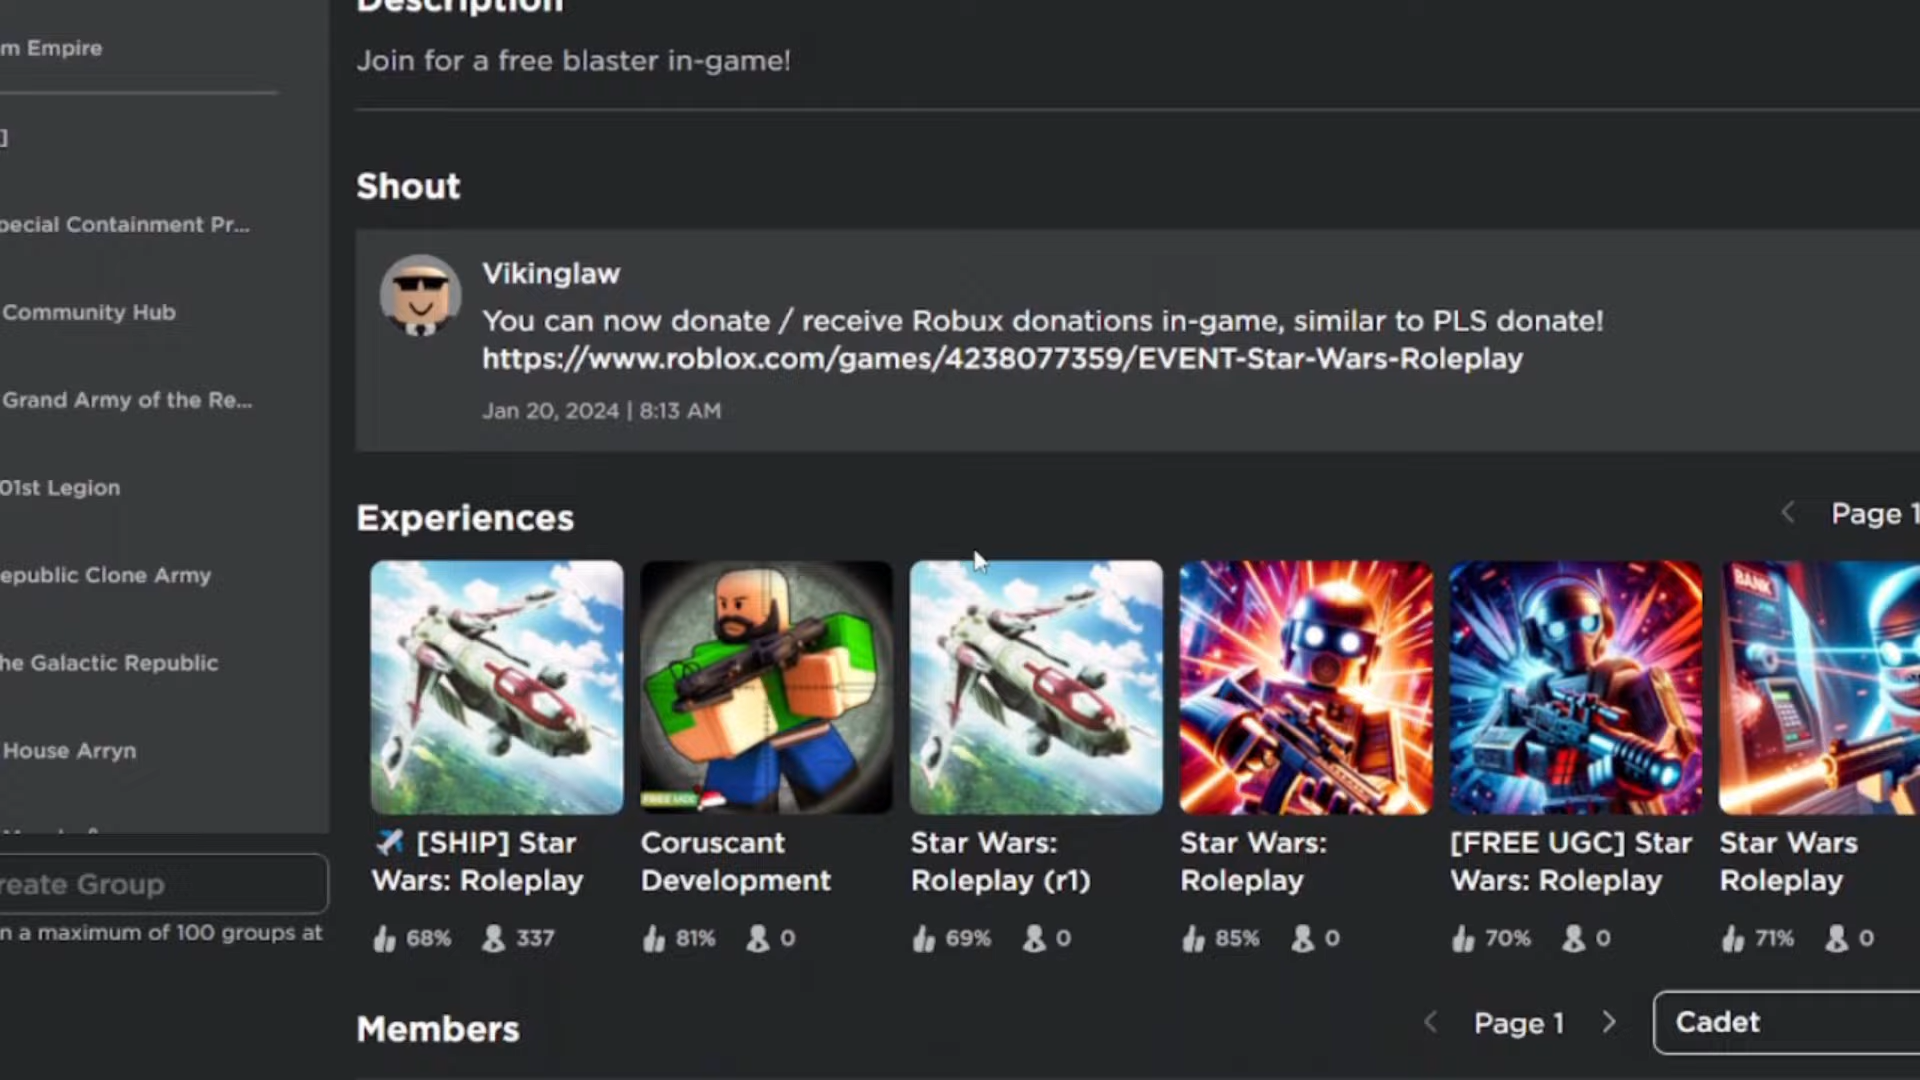 Description
m Empire
Join for a free blaster in-game!
]
Shout
pecial Containment Pr...
Vikinglaw
Community Hub
You can now donate / receive Robux donations in-game, similar to PLS donate!
https://www.roblox.com/games/4238077359/EVENT-Star-Wars-Roleplay
Grand Army of the Re...
Jan 20, 2024 | 8:13 AM
01st Legion
Experiences
Page 1
epublic Clone Army
he Galactic Republic
House Arryn
BANK
FREE UGC
✈️ [SHIP] Star
Wars: Roleplay
Coruscant
Development
Star Wars:
Roleplay (r1)
Star Wars:
Roleplay
[FREE UGC] Star
Wars: Roleplay
Star Wars
Roleplay
reate Group
n a maximum of 100 groups at
68% 337
81% 0
69% 0
85% 0
70% 0
71% 0
Members
Page 1
Cadet